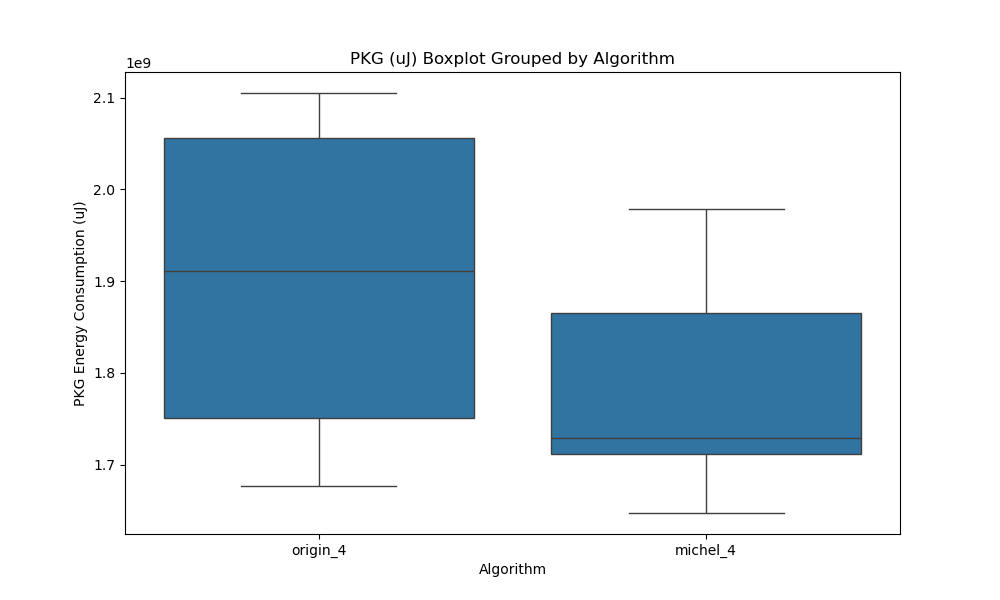 PKG (uJ) Boxplot Grouped by Algorithm
1e9
2.1
2.0
1.9
1.8
1.7
PKG Energy Consumption (uJ)
origin_4
michel_4
Algorithm